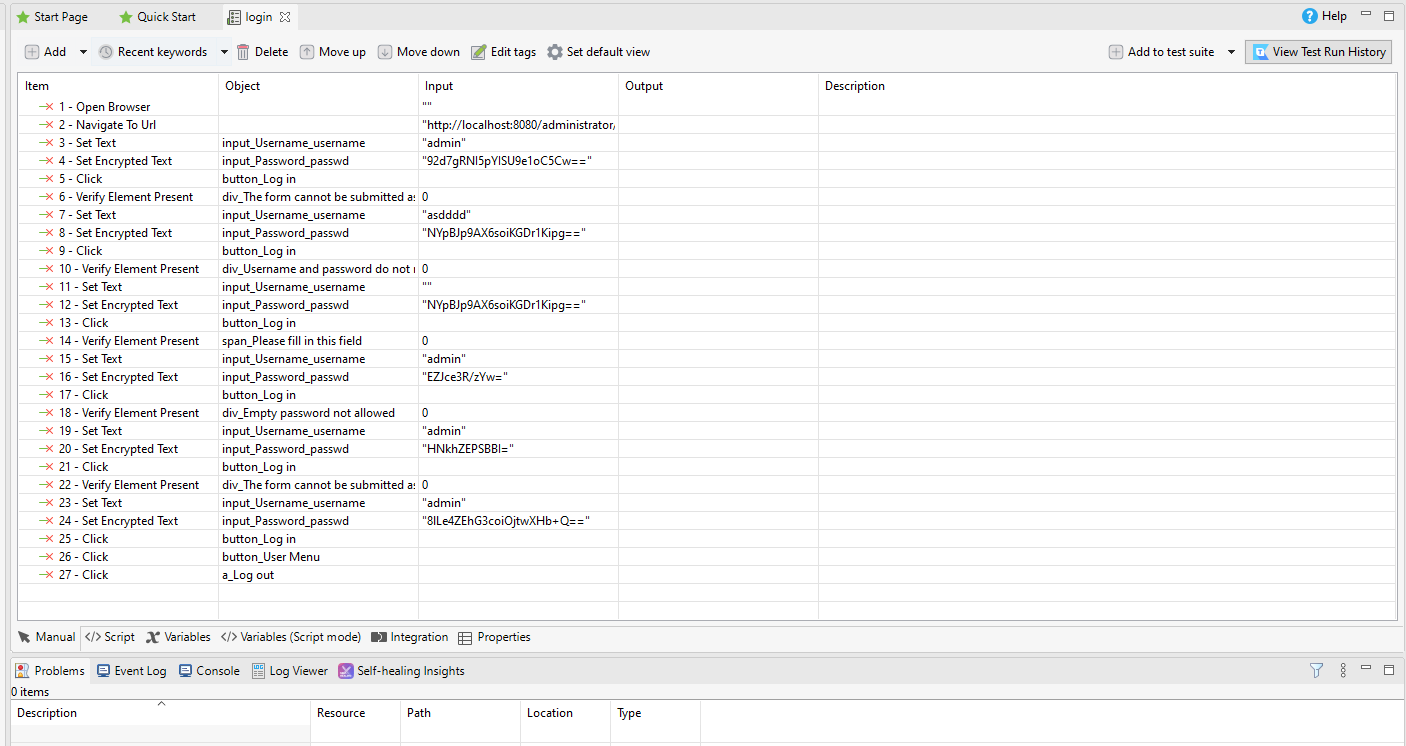 Start Page Quick Start login Help
Add Recent keywords Delete Move up Move down Edit tags Set default view Add to test suite View Test Run History
Item Object Input Output Description
1 - Open Browser ""
2 - Navigate To Url "http://localhost:8080/administrator/
3 - Set Text input_Username_username "admin"
4 - Set Encrypted Text input_Password_passwd "92d7gRNI5pYISU9e1oC5Cw=="
5 - Click button_Log in
6 - Verify Element Present div_The form cannot be submitted as 0
7 - Set Text input_Username_username "asdddd"
8 - Set Encrypted Text input_Password_passwd "NYpBJp9AX6soiKGDr1Kipg=="
9 - Click button_Log in
10 - Verify Element Present div_Username and password do not 0
11 - Set Text input_Username_username ""
12 - Set Encrypted Text input_Password_passwd "NYpBJp9AX6soiKGDr1Kipg=="
13 - Click button_Log in
14 - Verify Element Present span_Please fill in this field 0
15 - Set Text input_Username_username "admin"
16 - Set Encrypted Text input_Password_passwd "EZJce3R/zYw="
17 - Click button_Log in
18 - Verify Element Present div_Empty password not allowed 0
19 - Set Text input_Username_username "admin"
20 - Set Encrypted Text input_Password_passwd "HNkhZEPSBBI="
21 - Click button_Log in
22 - Verify Element Present div_The form cannot be submitted as 0
23 - Set Text input_Username_username "admin"
24 - Set Encrypted Text input_Password_passwd "8ILe4ZEhG3coiOjtwXHb+Q=="
25 - Click button_Log in
26 - Click button_User Menu
27 - Click a_Log out
Manual </> Script Variables </> Variables (Script mode) Integration Properties
Problems Event Log Console Log Viewer Self-healing Insights
0 items
Description Resource Path Location Type